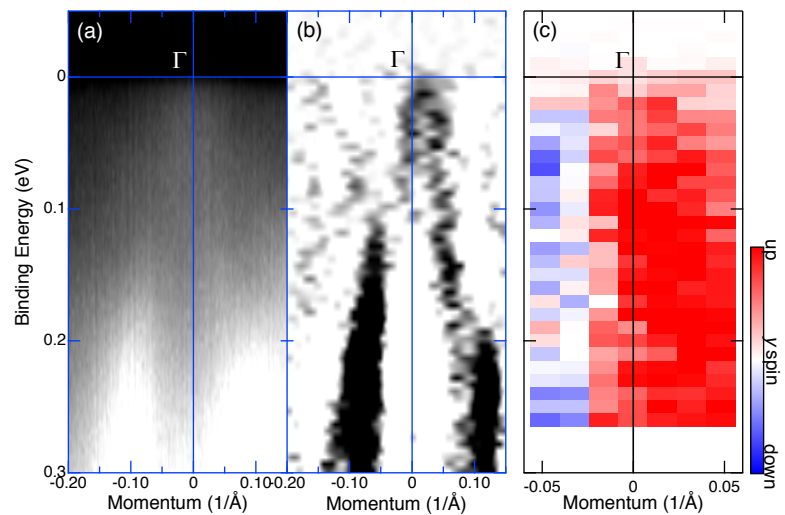 (a)
Γ
(b)
Γ
(c)
Γ
Binding Energy (eV)
0
0.1
0.2
0.3
-0.20
-0.10
0
0.10
-0.20
-0.10
0
0.10
-0.05
0
0.05
Momentum (1/Å)
Momentum (1/Å)
Momentum (1/Å)
up
y spin
down